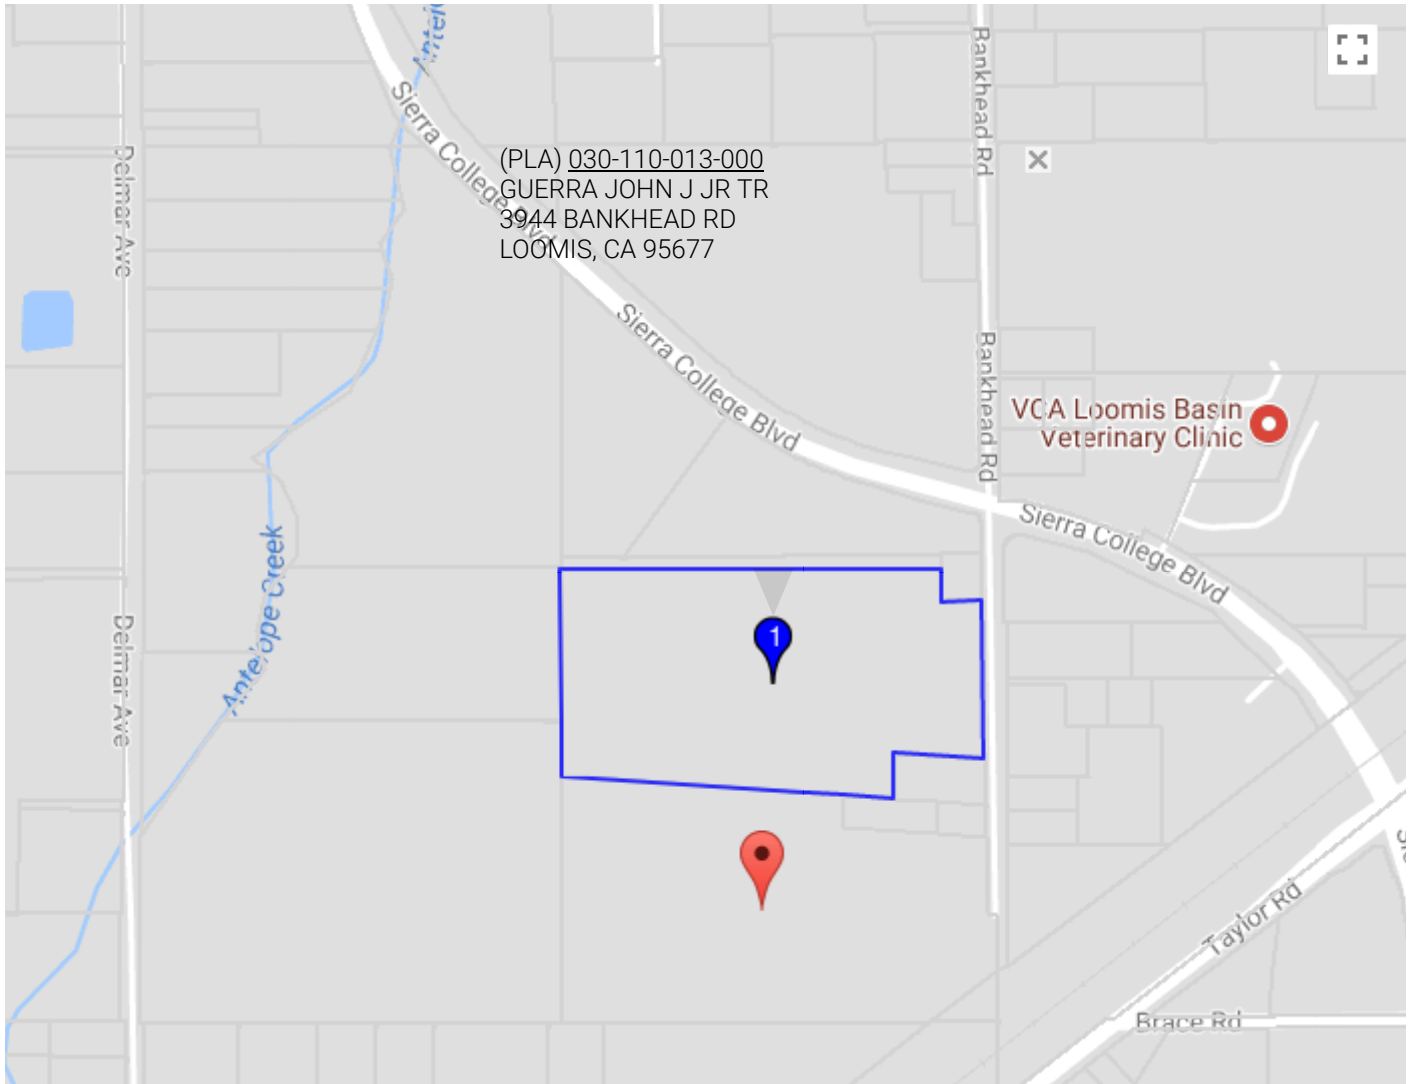 Antel
Bankhead Rd
Sierra College Blvd
(PLA) 030-110-013-000
GUERRA JOHN J JR TR
3944 BANKHEAD RD
LOOMIS, CA 95677
Delmar Ave
Sierra College Blvd
Bankhead Rd
VCA Loomis Basin
Veterinary Clinic
Sierra College Blvd
Antelope Creek
1
Delmar Ave
Taylor Rd
Brace Rd